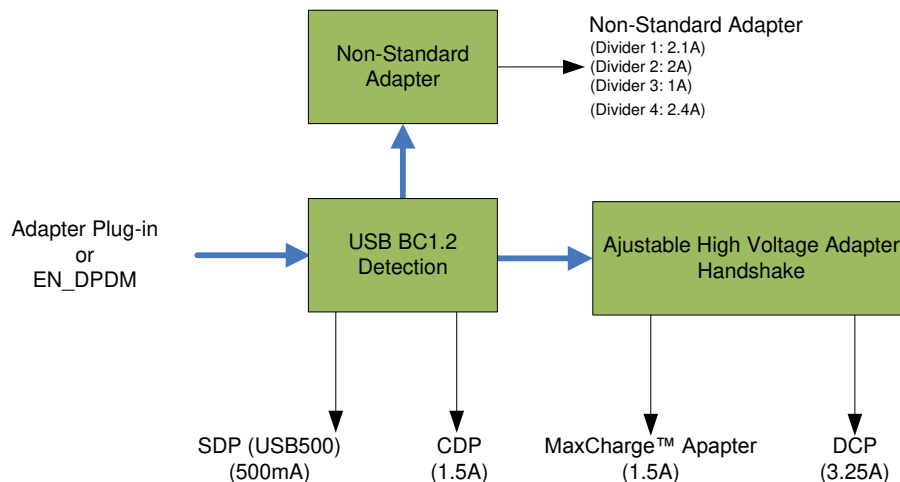 Non-Standard
Adapter
Non-Standard Adapter
(Divider 1: 2.1A)
(Divider 2: 2A)
(Divider 3: 1A)
(Divider 4: 2.4A)
Adapter Plug-in
or
EN_DPDM
USB BC1.2
Detection
Ajustable High Voltage Adapter
Handshake
SDP (USB500)
(500mA)
CDP
(1.5A)
MaxCharge™ Apapter
(1.5A)
DCP
(3.25A)